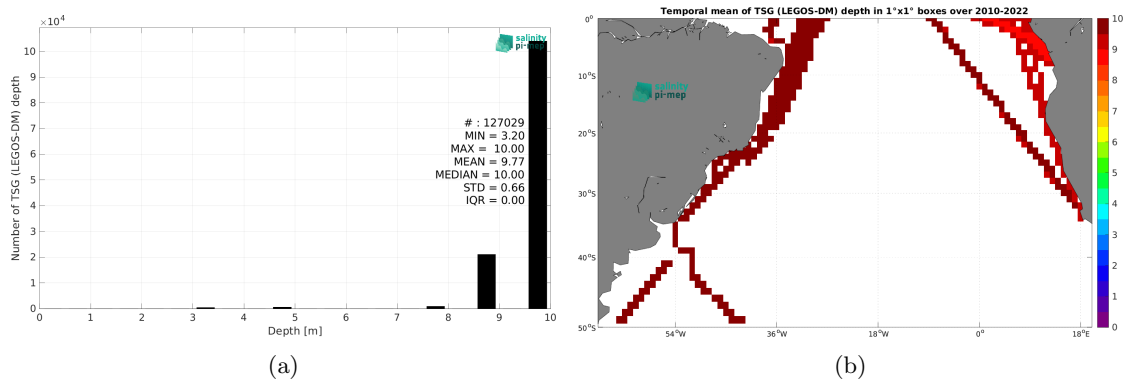 ×10⁴
10
9
8
7
6
5
4
3
2
1
0
Number of TSG (LEGOS-DM) depth
salinity
pi-mep
# : 127029
MIN = 3.20
MAX = 10.00
MEAN = 9.77
MEDIAN = 10.00
STD = 0.66
IQR = 0.00
0 1 2 3 4 5 6 7 8 9 10
Depth [m]
(a)
Temporal mean of TSG (LEGOS-DM) depth in 1°x1° boxes over 2010-2022
0°
10°S
20°S
30°S
40°S
50°S
salinity
pi-mep
54°W 36°W 18°W 0° 18°E
10
9
8
7
6
5
4
3
2
1
0
(b)